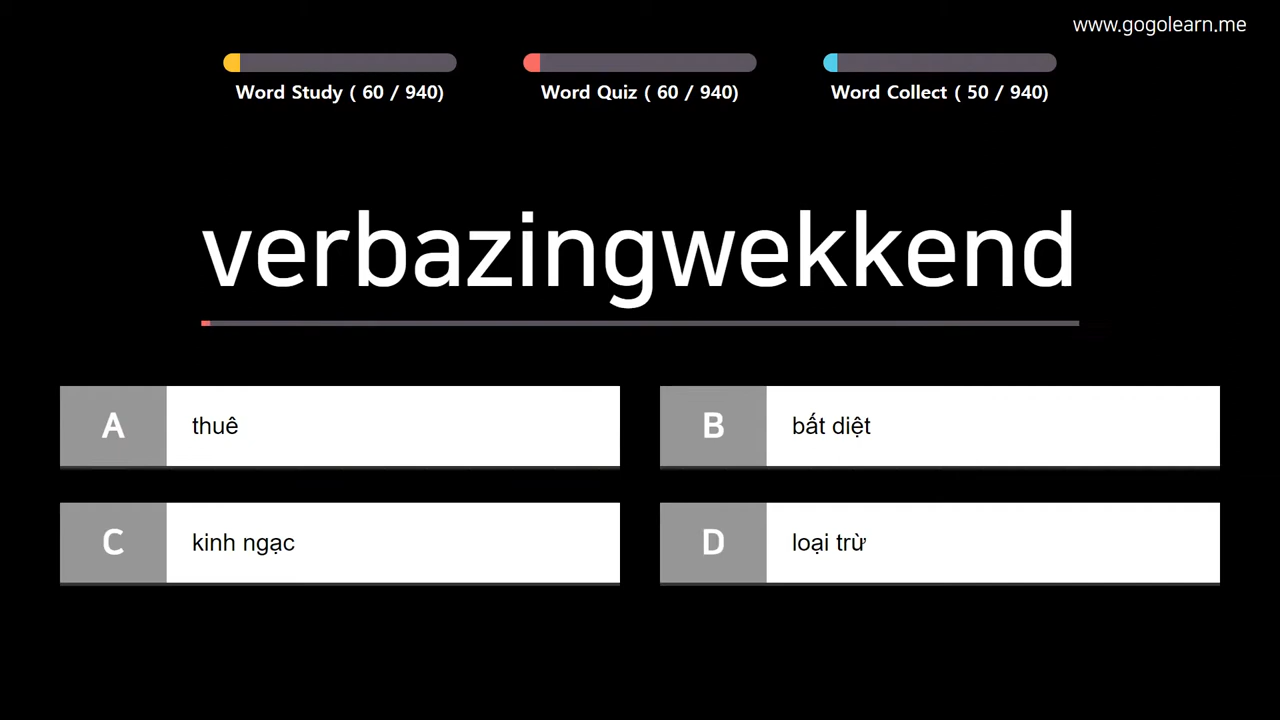 www.gogolearn.me
Word Study ( 60 / 940)
Word Quiz ( 60 / 940)
Word Collect ( 50 / 940)
verbazingwekkend
A thuê
B bất diệt
C kinh ngạc
D loại trừ